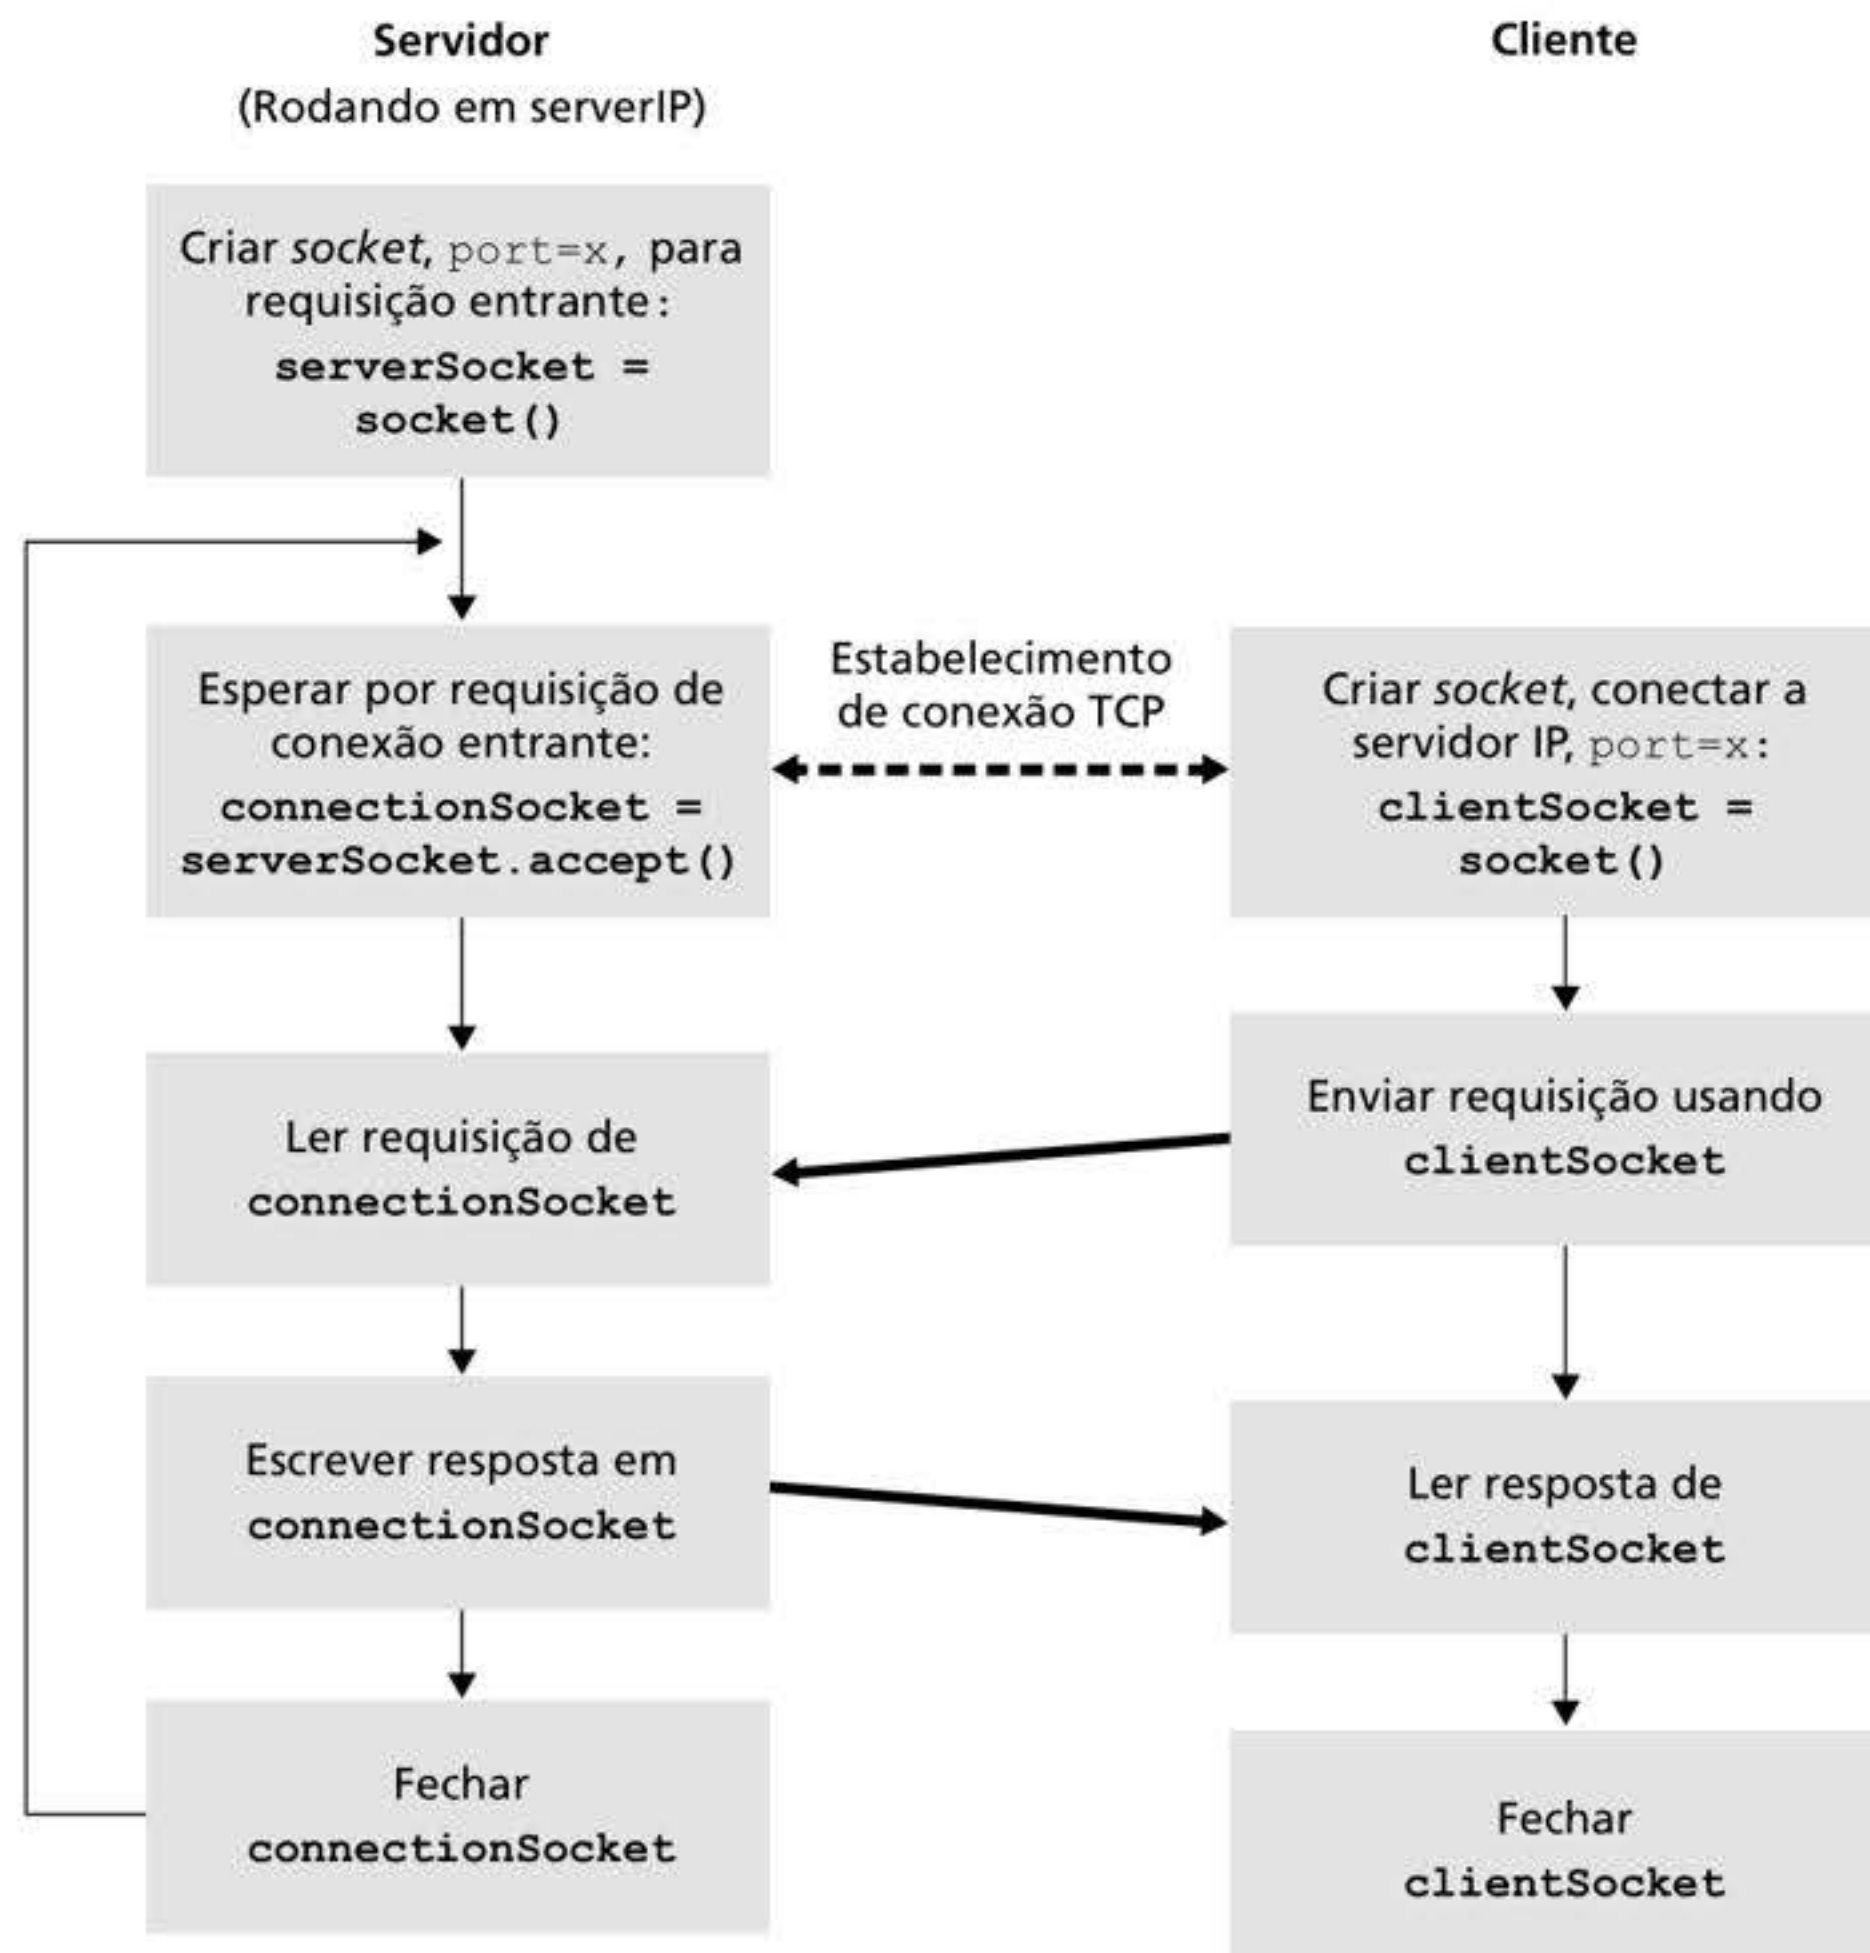 Servidor
(Rodando em serverIP)
Criar socket, port=x, para
requisição entrante:
serverSocket =
socket()
Esperar por requisição de
conexão entrante:
connectionSocket =
serverSocket.accept()
Ler requisição de
connectionSocket
Escrever resposta em
connectionSocket
Fechar
connectionSocket
Estabelecimento
de conexão TCP
Cliente
Criar socket, conectar a
servidor IP, port=x:
clientSocket =
socket()
Enviar requisição usando
clientSocket
Ler resposta de
clientSocket
Fechar
clientSocket